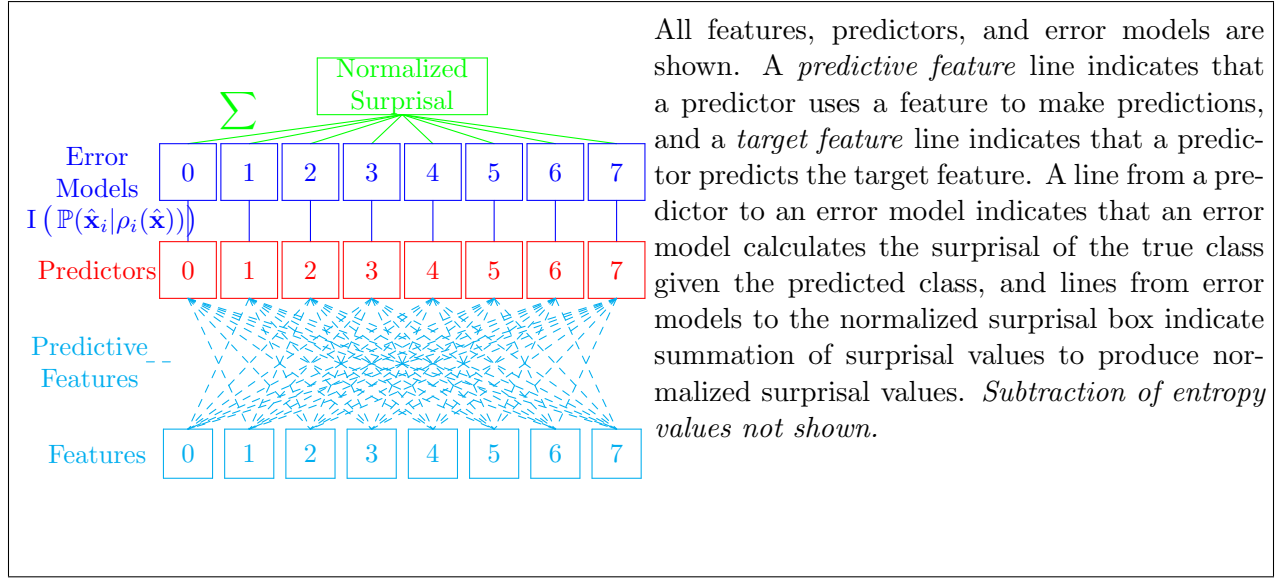 Normalized
Surprisal
∑
Error
Models
I(ℙ(x̂ᵢ|ρᵢ(x̂)))
0 1 2 3 4 5 6 7
Predictors
0 1 2 3 4 5 6 7
Predictive
Features
Features
0 1 2 3 4 5 6 7
All features, predictors, and error models are
shown. A predictive feature line indicates that
a predictor uses a feature to make predictions,
and a target feature line indicates that a predic-
tor predicts the target feature. A line from a pre-
dictor to an error model indicates that an error
model calculates the surprisal of the true class
given the predicted class, and lines from error
models to the normalized surprisal box indicate
summation of surprisal values to produce nor-
malized surprisal values. Subtraction of entropy
values not shown.